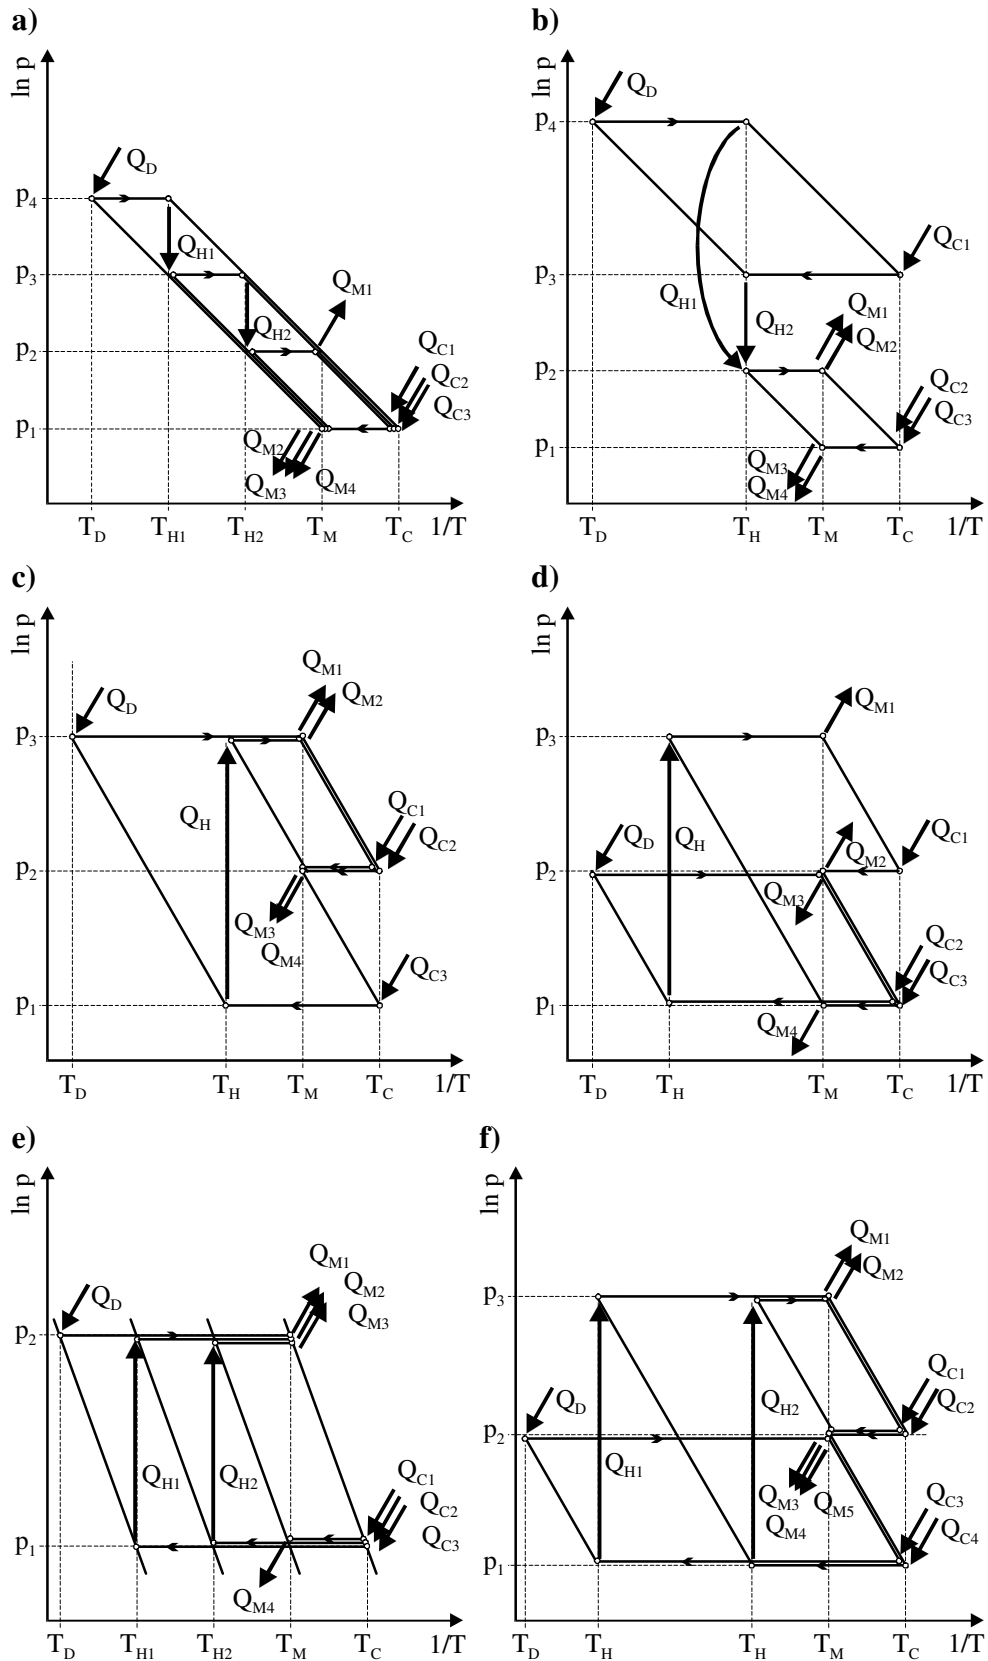 a)
b)
ln p
ln p
Q_D
p_4
Q_D
p_4
Q_C1
Q_H1
p_3
Q_M1
p_3
Q_H1
Q_M1
Q_H2
Q_H2
Q_M2
p_2
Q_C1
p_2
Q_C2
Q_C2
Q_C3
Q_C3
p_1
Q_M2
p_1
Q_M3
Q_M3
Q_M4
Q_M4
T_D T_H1 T_H2 T_M T_C 1/T
T_D T_H T_M T_C 1/T
c)
d)
ln p
ln p
Q_M1
Q_M2
Q_D
Q_M1
p_3
p_3
Q_H
Q_C1
Q_C2
Q_D
Q_H
Q_C1
Q_M2
p_2
p_2
Q_M3
Q_M3
Q_M4
Q_C2
Q_C3
Q_C3
p_1
p_1
Q_M4
T_D T_H T_M T_C 1/T
T_D T_H T_M T_C 1/T
e)
f)
ln p
ln p
Q_M1
Q_M2
Q_M3
Q_D
Q_M1
Q_M2
p_3
p_2
Q_C1
Q_C2
Q_D
Q_H2
p_2
Q_H1
Q_H1
Q_H2
Q_C1
Q_C2
Q_C3
Q_M3
Q_M4
Q_M5
Q_C3
Q_C4
p_1
p_1
Q_M4
T_D T_H1 T_H2 T_M T_C 1/T
T_D T_H T_H T_M T_C 1/T